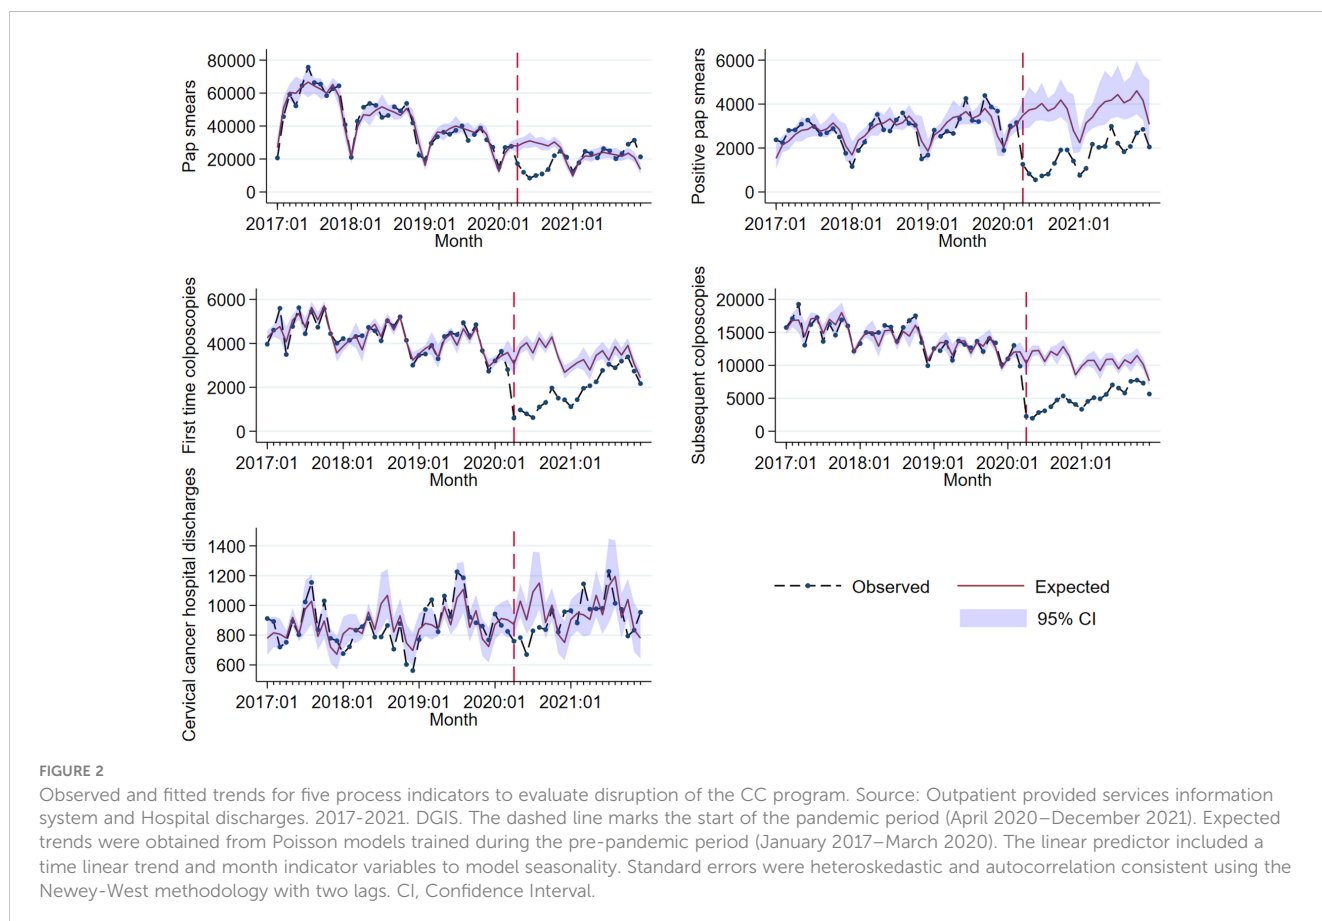 Pap smears
80000
60000
40000
20000
0
2017:01 2018:01 2019:01 2020:01 2021:01
Month
Positive pap smears
6000
4000
2000
0
2017:01 2018:01 2019:01 2020:01 2021:01
Month
First time colposcopies
6000
4000
2000
0
2017:01 2018:01 2019:01 2020:01 2021:01
Month
Subsequent colposcopies
20000
15000
10000
5000
0
2017:01 2018:01 2019:01 2020:01 2021:01
Month
Cervical cancer hospital discharges
1400
1200
1000
800
600
2017:01 2018:01 2019:01 2020:01 2021:01
Month
Observed Expected
95% CI
FIGURE 2
Observed and fitted trends for five process indicators to evaluate disruption of the CC program. Source: Outpatient provided services information
system and Hospital discharges. 2017-2021. DGIS. The dashed line marks the start of the pandemic period (April 2020–December 2021). Expected
trends were obtained from Poisson models trained during the pre-pandemic period (January 2017–March 2020). The linear predictor included a
time linear trend and month indicator variables to model seasonality. Standard errors were heteroskedastic and autocorrelation consistent using the
Newey-West methodology with two lags. CI, Confidence Interval.